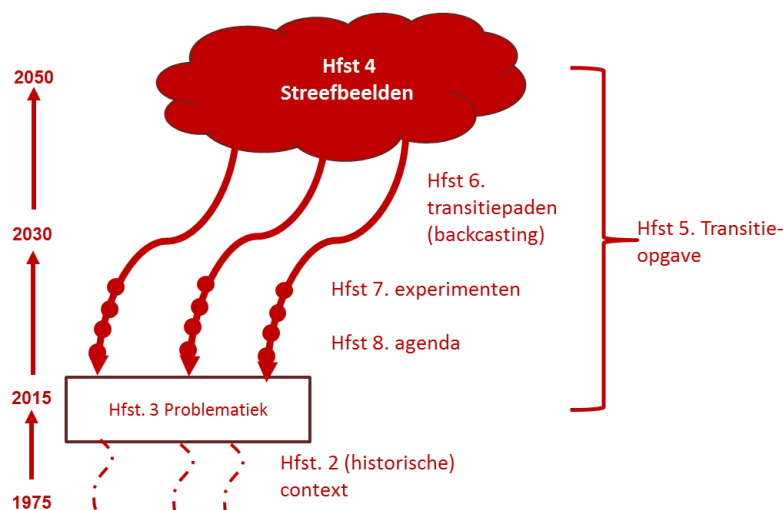 Hfst 4
Streefbeelden
2050
Hfst 6.
transitiepaden
(backcasting)
2030
Hfst 5. Transitie-
opgave
Hfst 7. experimenten
Hfst 8. agenda
2015
Hfst. 3 Problematiek
Hfst. 2 (historische)
context
1975